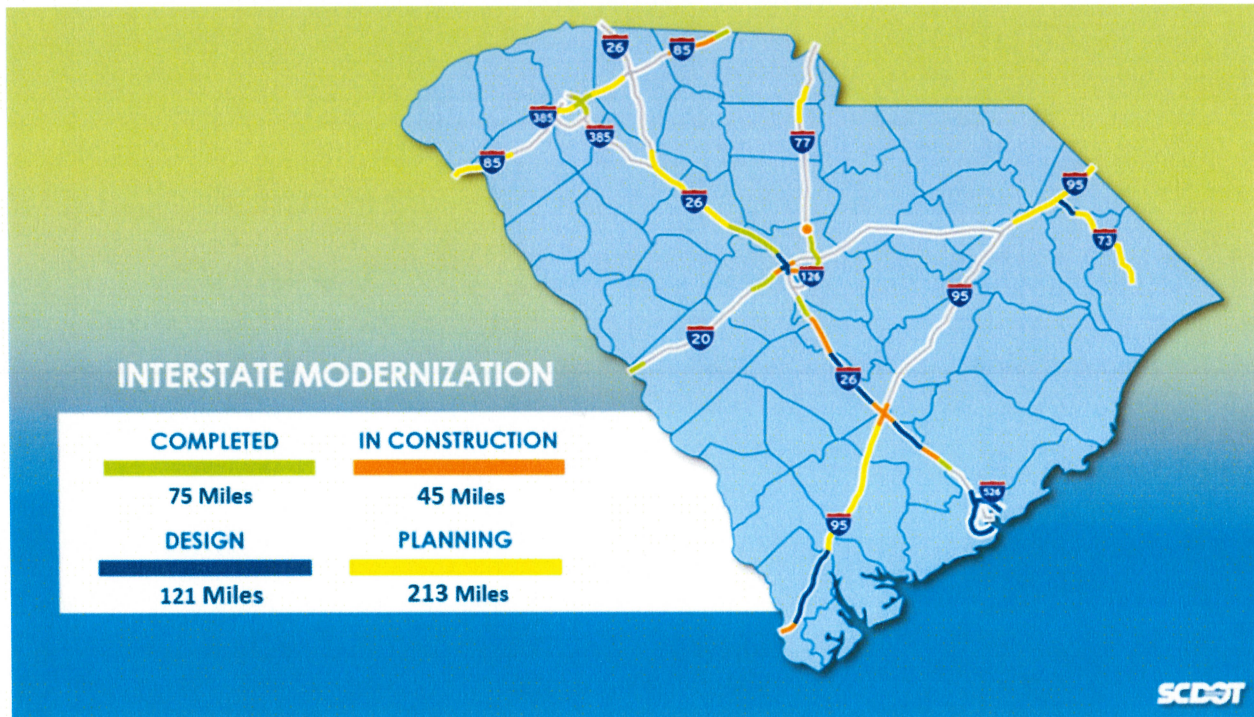 26
85
385
385
85
77
95
26
73
126
95
20
26
526
95
INTERSTATE MODERNIZATION
COMPLETED
IN CONSTRUCTION
75 Miles
45 Miles
DESIGN
PLANNING
121 Miles
213 Miles
SCDOT